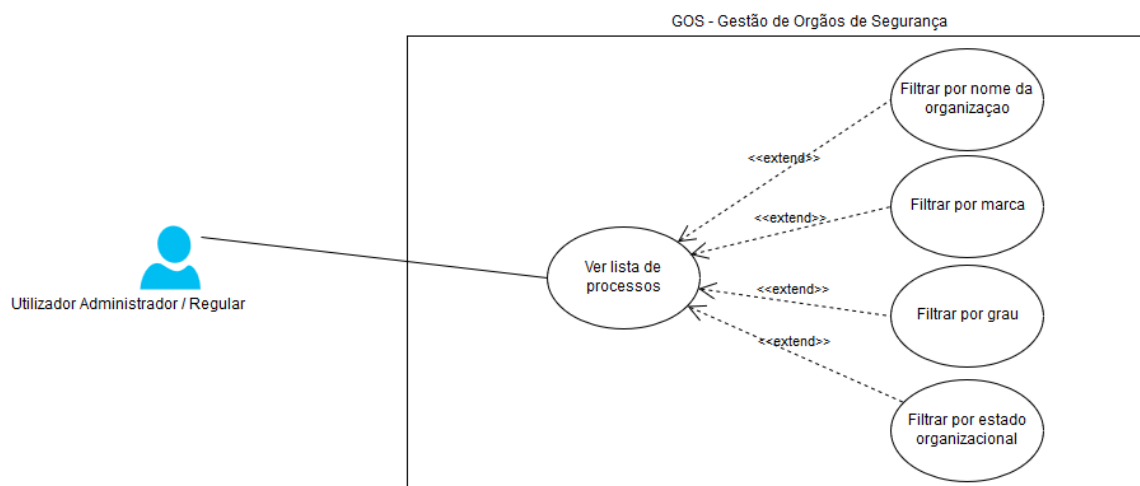 GOS - Gestão de Orgãos de Segurança
Filtrar por nome da
organizaçao
<<extend>>
Filtrar por marca
<<extend>>
Ver lista de
processos
<<extend>>
Filtrar por grau
<<extend>>
Filtrar por estado
organizacional
Utilizador Administrador / Regular